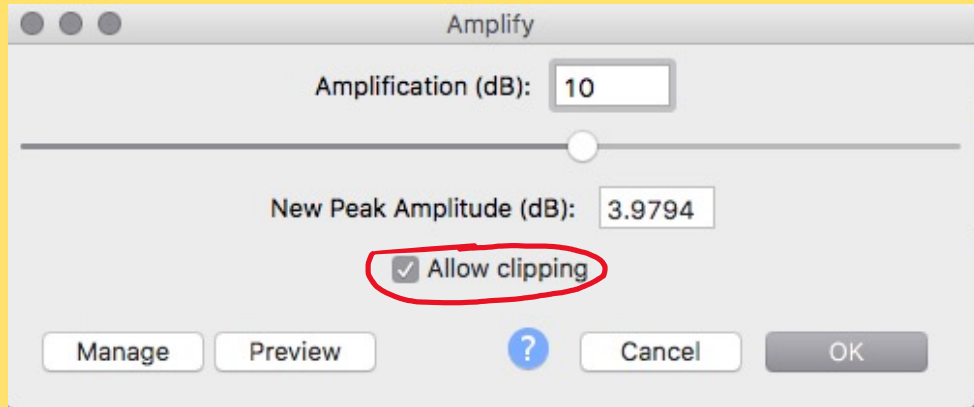 Amplify
Amplification (dB): 10
New Peak Amplitude (dB): 3.9794
Allow clipping
Manage Preview ? Cancel OK